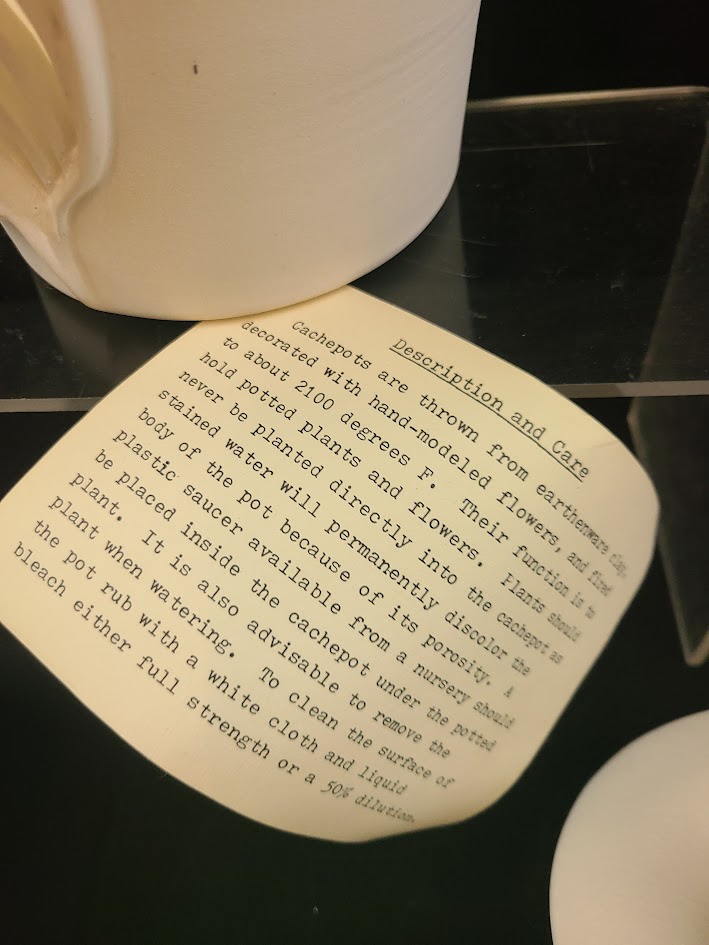 Description and Care
Cachepots are thrown from earthenware clay,
decorated with hand-modeled flowers, and fired
to about 2100 degrees F. Their function is to
hold potted plants and flowers. Plants should
never be planted directly into the cachepot as
stained water will permanently discolor the
body of the pot because of its porosity. A
plastic saucer available from a nursery should
be placed inside the cachepot under the potted
plant. It is also advisable to remove the
plant when watering. To clean the surface of
the pot rub with a white cloth and liquid
bleach either full strength or a 50% dilution.